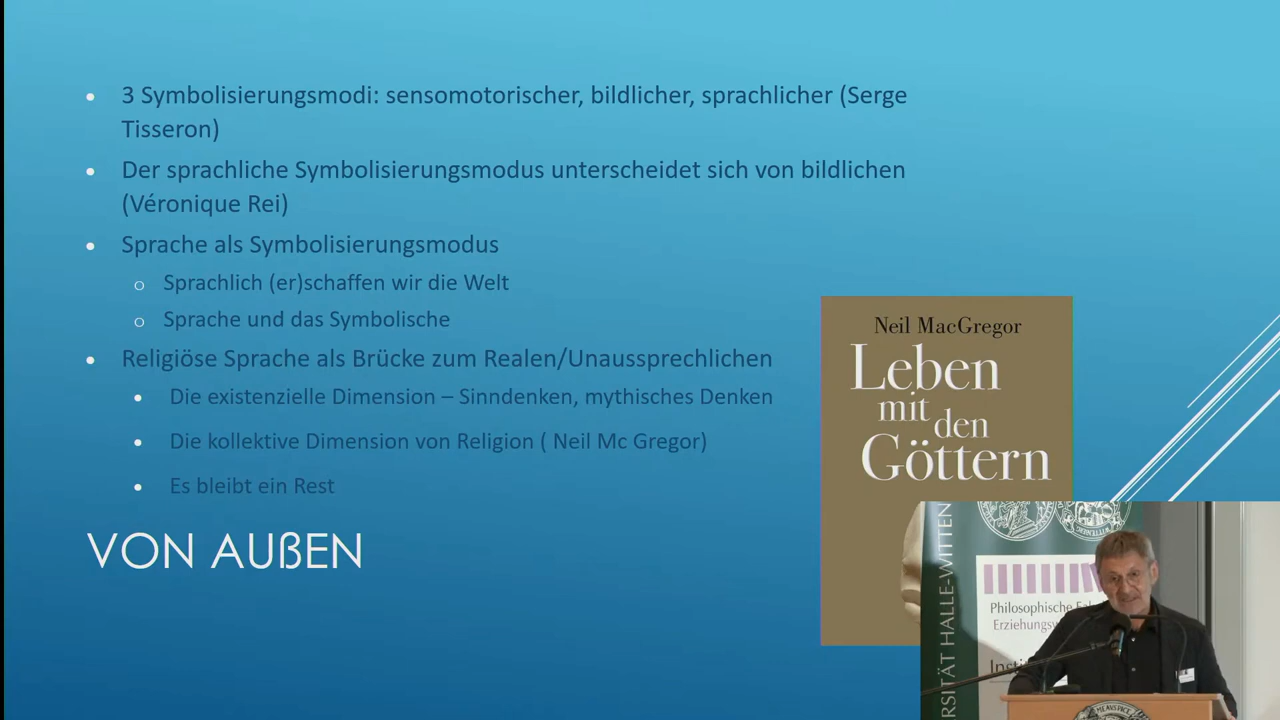 3 Symbolisierungsmodi: sensomotorischer, bildlicher, sprachlicher (Serge
Tisseron)
Der sprachliche Symbolisierungsmodus unterscheidet sich von bildlichen
(Véronique Rei)
Sprache als Symbolisierungsmodus
Sprachlich (er)schaffen wir die Welt
Sprache und das Symbolische
Religiöse Sprache als Brücke zum Realen/Unaussprechlichen
Die existenzielle Dimension – Sinndenken, mythisches Denken
Die kollektive Dimension von Religion ( Neil Mc Gregor)
Es bleibt ein Rest
VON AUßEN
Neil MacGregor
Leben
mit den
Göttern
HALLE-WITTEN
Philosophische